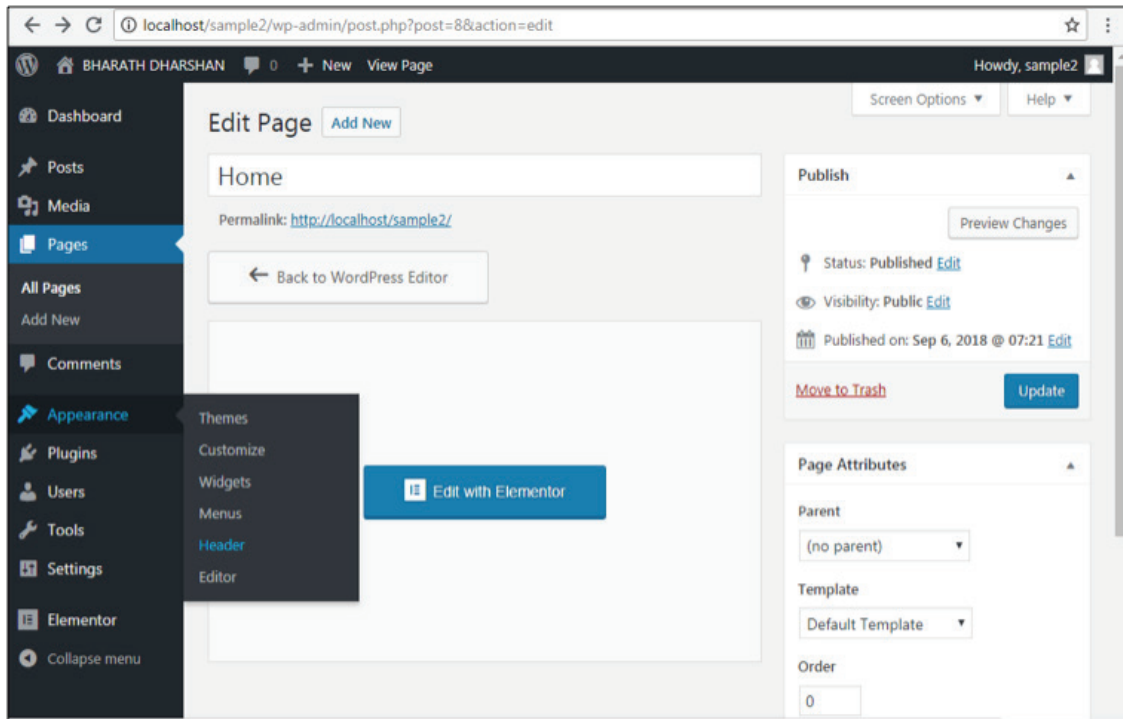 localhost/sample2/wp-admin/post.php?post=8&action=edit
BHARATH DHARSHAN 0 + New View Page Howdy, sample2
Screen Options ▼ Help ▼
Dashboard
Posts
Media
Pages
All Pages
Add New
Comments
Appearance
Plugins
Users
Tools
Settings
Elementor
Collapse menu
Themes
Customize
Widgets
Menus
Header
Editor
Edit Page Add New
Home
Permalink: http://localhost/sample2/
← Back to WordPress Editor
Edit with Elementor
Publish
Preview Changes
Status: Published Edit
Visibility: Public Edit
Published on: Sep 6, 2018 @ 07:21 Edit
Move to Trash Update
Page Attributes
Parent
(no parent)
Template
Default Template
Order
0